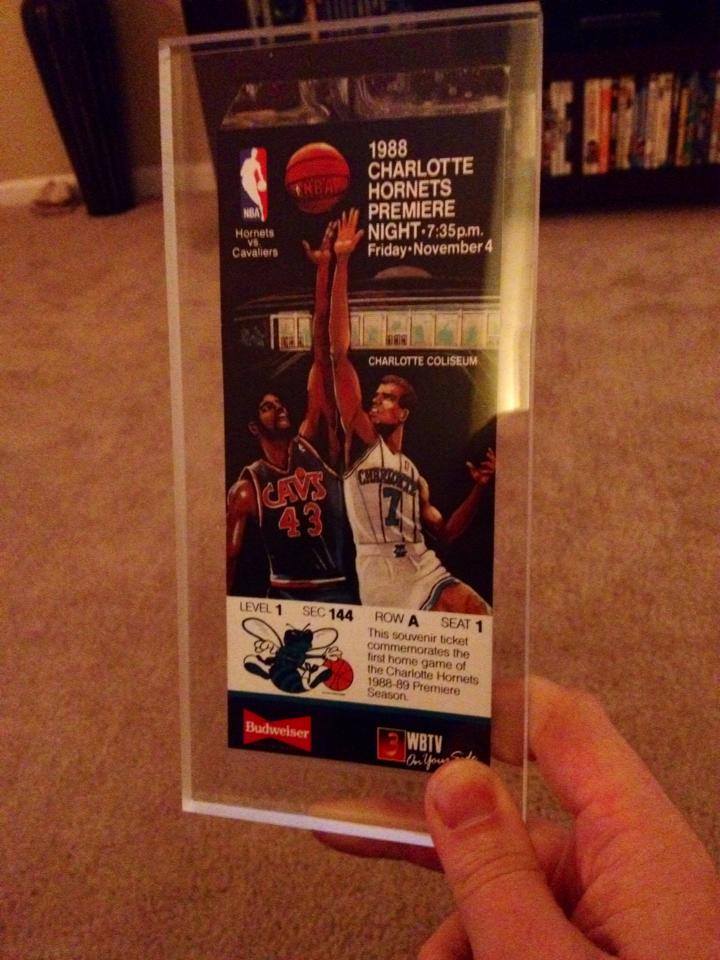 NBA
Hornets
vs.
Cavaliers
NBA
1988
CHARLOTTE
HORNETS
PREMIERE
NIGHT·7:35p.m.
Friday·November 4
CHARLOTTE COLISEUM
CAVS
43
CHARLOTTE
7
LEVEL 1 SEC 144 ROW A SEAT 1
This souvenir ticket
commemorates the
first home game of
the Charlotte Hornets
1988-89 Premiere
Season.
Budweiser
3 WBTV
On Your Side